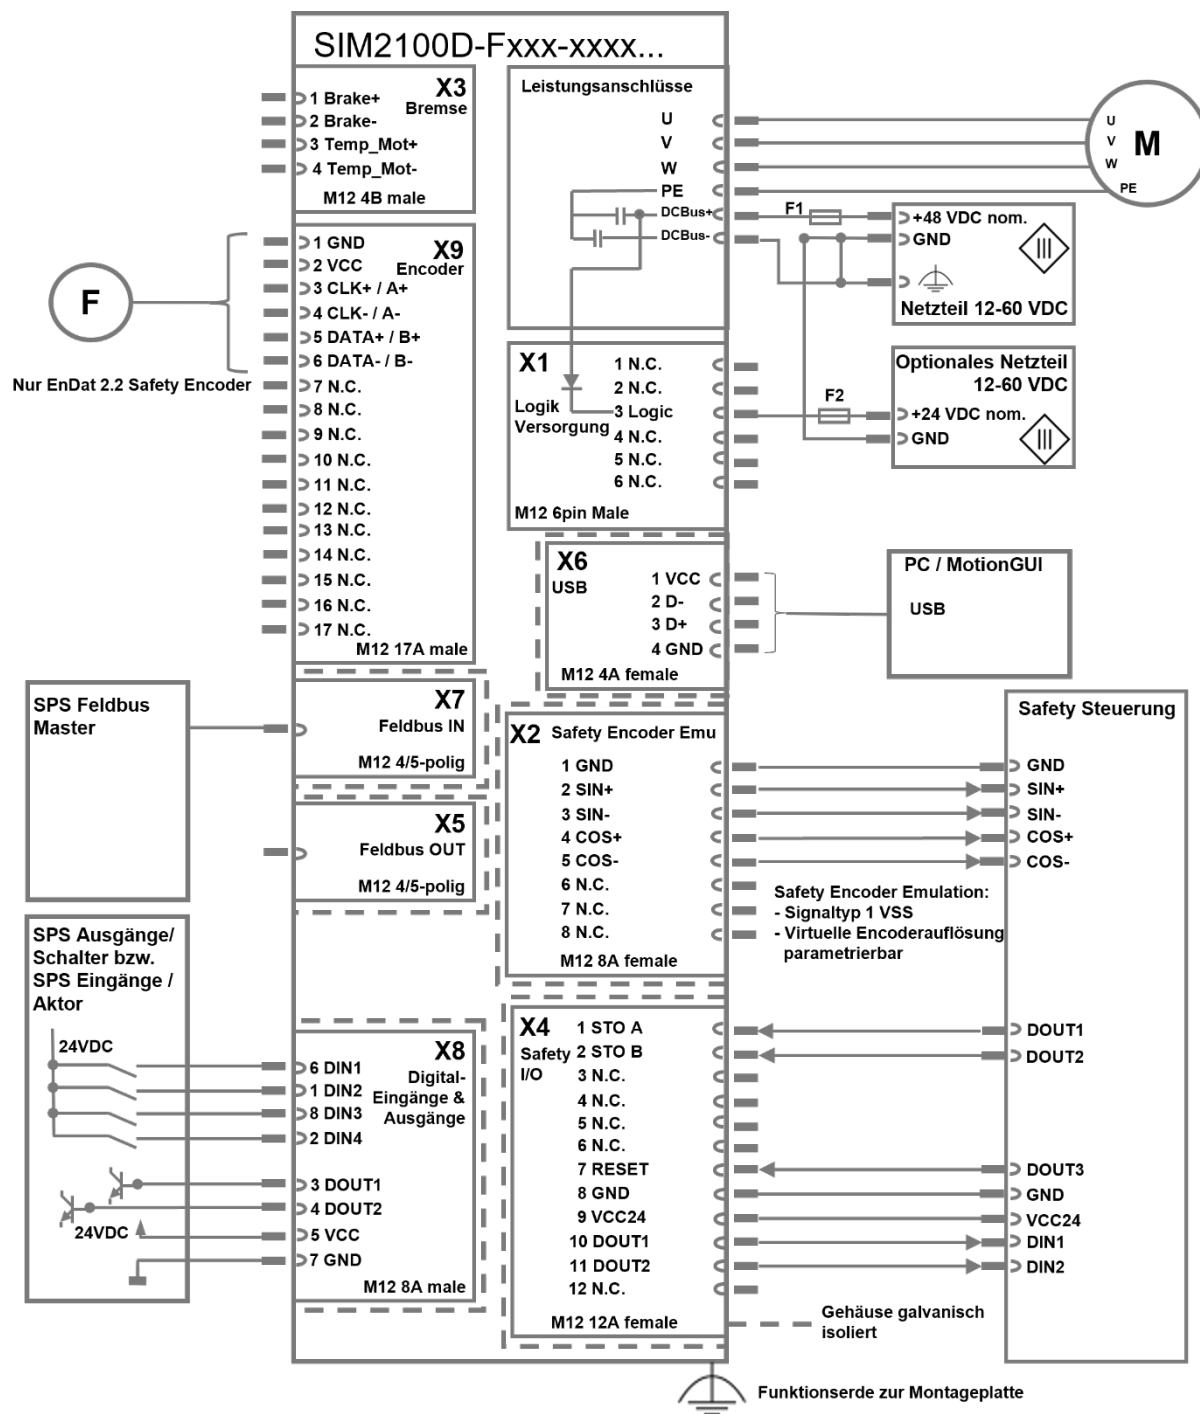 SIM2100D-Fxxx-xxxx...
X3
Bremse
1 Brake+
2 Brake-
3 Temp_Mot+
4 Temp_Mot-
M12 4B male
Leistungsanschlüsse
U
V
W
PE
DCBus+
DCBus-
U
V
W
PE
M
F1
+48 VDC nom.
GND
Netzteil 12-60 VDC
X9
Encoder
1 GND
2 VCC
3 CLK+ / A+
4 CLK- / A-
5 DATA+ / B+
6 DATA- / B-
7 N.C.
8 N.C.
9 N.C.
10 N.C.
11 N.C.
12 N.C.
13 N.C.
14 N.C.
15 N.C.
16 N.C.
17 N.C.
M12 17A male
F
Nur EnDat 2.2 Safety Encoder
X1
Logik
Versorgung
1 N.C.
2 N.C.
3 Logic
4 N.C.
5 N.C.
6 N.C.
M12 6pin Male
F2
Optionales Netzteil
12-60 VDC
+24 VDC nom.
GND
X6
USB
1 VCC
2 D-
3 D+
4 GND
M12 4A female
PC / MotionGUI
USB
SPS Feldbus
Master
X7
Feldbus IN
M12 4/5-polig
X5
Feldbus OUT
M12 4/5-polig
X2 Safety Encoder Emu
1 GND
2 SIN+
3 SIN-
4 COS+
5 COS-
6 N.C.
7 N.C.
8 N.C.
M12 8A female
Safety Steuerung
GND
SIN+
SIN-
COS+
COS-
Safety Encoder Emulation:
- Signaltyp 1 VSS
- Virtuelle Encoderauflösung
parametrierbar
SPS Ausgänge/
Schalter bzw.
SPS Eingänge /
Aktor
24VDC
24VDC
X8
Digital-
Eingänge &
Ausgänge
6 DIN1
1 DIN2
8 DIN3
2 DIN4
3 DOUT1
4 DOUT2
5 VCC
7 GND
M12 8A male
X4
Safety
I/O
1 STO A
2 STO B
3 N.C.
4 N.C.
5 N.C.
6 N.C.
7 RESET
8 GND
9 VCC24
10 DOUT1
11 DOUT2
12 N.C.
M12 12A female
DOUT1
DOUT2
DOUT3
GND
VCC24
DIN1
DIN2
Gehäuse galvanisch
isoliert
Funktionserde zur Montageplatte